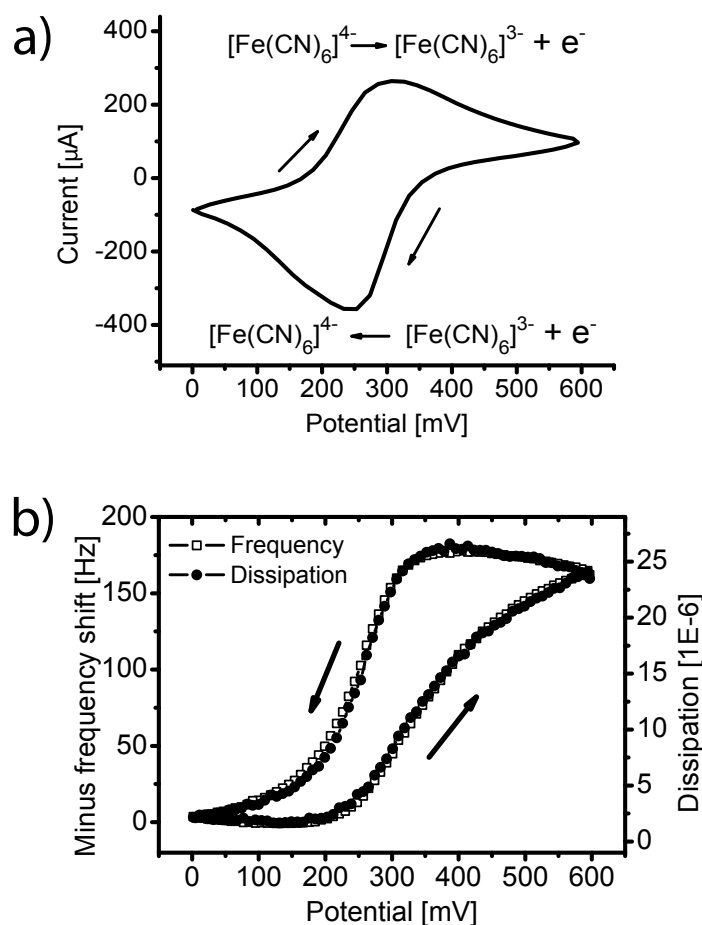 a)
[Fe(CN)₆]⁴⁻ → [Fe(CN)₆]³⁻ + e⁻
400
200
0
-200
-400
Current [µA]
[Fe(CN)₆]⁴⁻ ← [Fe(CN)₆]³⁻ + e⁻
0 100 200 300 400 500 600
Potential [mV]
b)
200
175
100
50
0
Minus frequency shift [Hz]
Frequency
Dissipation
25
20
15
10
5
0
Dissipation [1E-6]
0 100 200 300 400 500 600
Potential [mV]